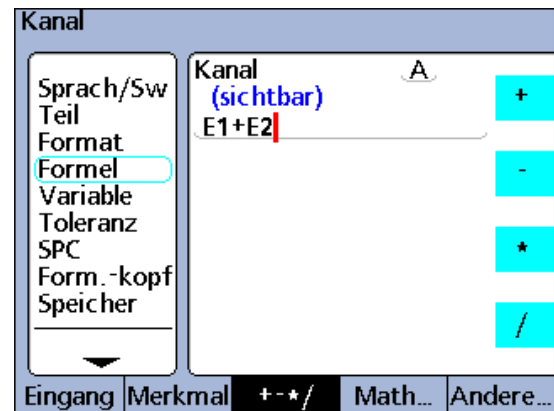 Kanal
Sprach/Sw
Teil
Format
Formel
Variable
Toleranz
SPC
Form.-kopf
Speicher
Kanal A
(sichtbar)
E1+E2
+
-
*
/
Eingang Merkmal +-*/ Math... Andere...